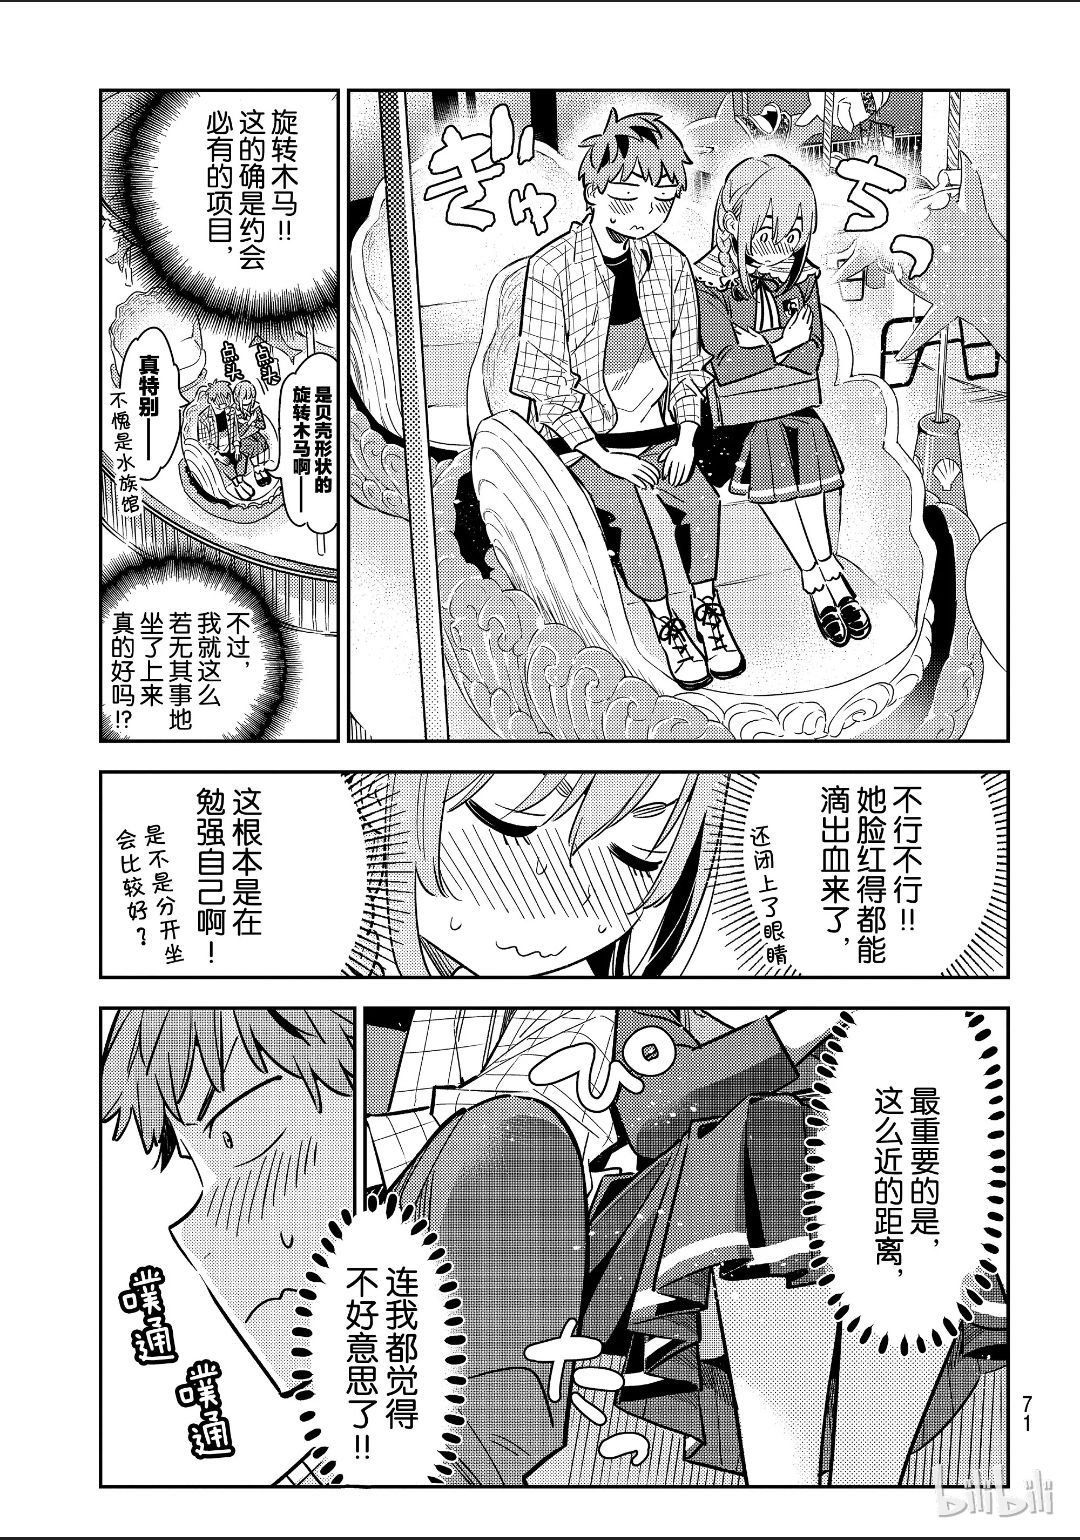 ぎゅ
ちっ
旋转木马!!
这的确是约会
必有的项目,
是贝壳形状的
旋转木马啊——
点头
点头
真特别——
不愧是水族馆
不过,
我就这么
若无其事地
坐了上来
真的好吗!?
不行不行!!
她脸红得都能
滴出血来了,
还闭上了眼睛
这根本是在
勉强自己啊!
是不是分开坐
会比较好?
最重要的是,
这么近的距离,
ぴ
连我都觉得
不好意思了!!
噗通
噗通
71
bilibili